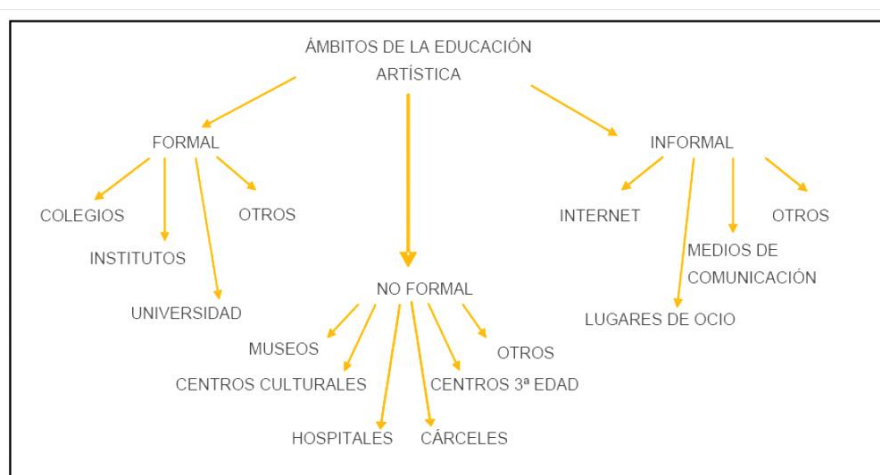 ÁMBITOS DE LA EDUCACIÓN
ARTÍSTICA
FORMAL
INFORMAL
COLEGIOS
OTROS
INSTITUTOS
UNIVERSIDAD
INTERNET
OTROS
MEDIOS DE
COMUNICACIÓN
LUGARES DE OCIO
NO FORMAL
MUSEOS
OTROS
CENTROS CULTURALES
CENTROS 3ª EDAD
HOSPITALES
CÁRCELES